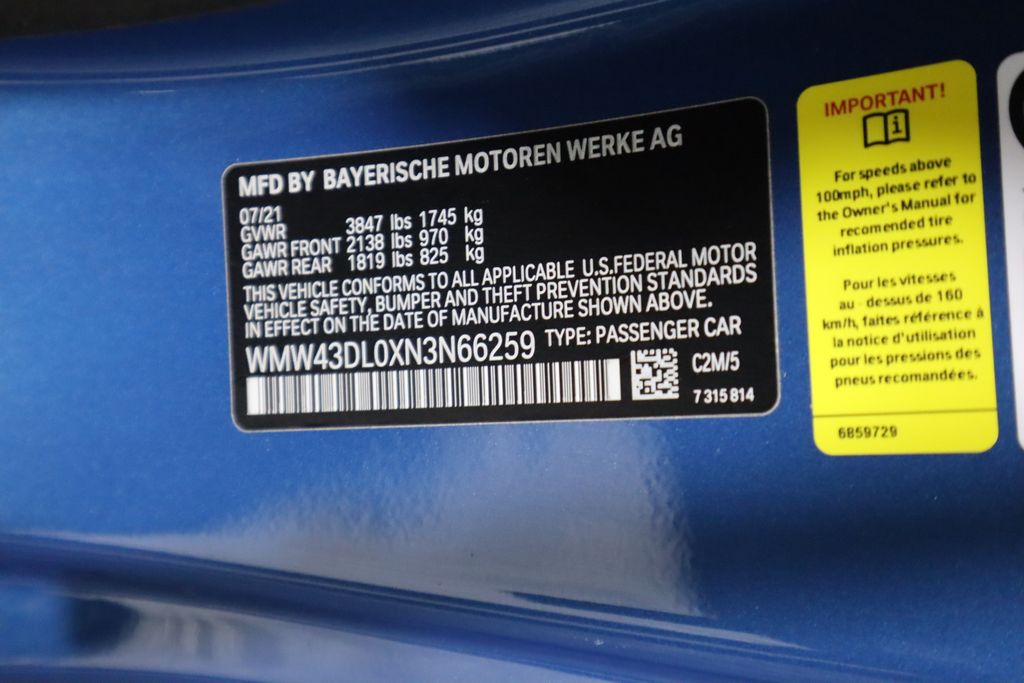 MFD BY BAYERISCHE MOTOREN WERKE AG
07/21
GVWR 3847 lbs 1745 kg
GAWR FRONT 2138 lbs 970 kg
GAWR REAR 1819 lbs 825 kg
THIS VEHICLE CONFORMS TO ALL APPLICABLE U.S.FEDERAL MOTOR
VEHICLE SAFETY, BUMPER AND THEFT PREVENTION STANDARDS
IN EFFECT ON THE DATE OF MANUFACTURE SHOWN ABOVE.
WMW43DL0XN3N66259 TYPE: PASSENGER CAR
C2M/5
7 315 814
IMPORTANT!
For speeds above
100mph, please refer to
the Owner's Manual for
recomended tire
inflation pressures.
Pour les vitesses
au - dessus de 160
km/h, faites référence à
la notice d'utilisation
pour les pressions des
pneus recomandées.
6859729